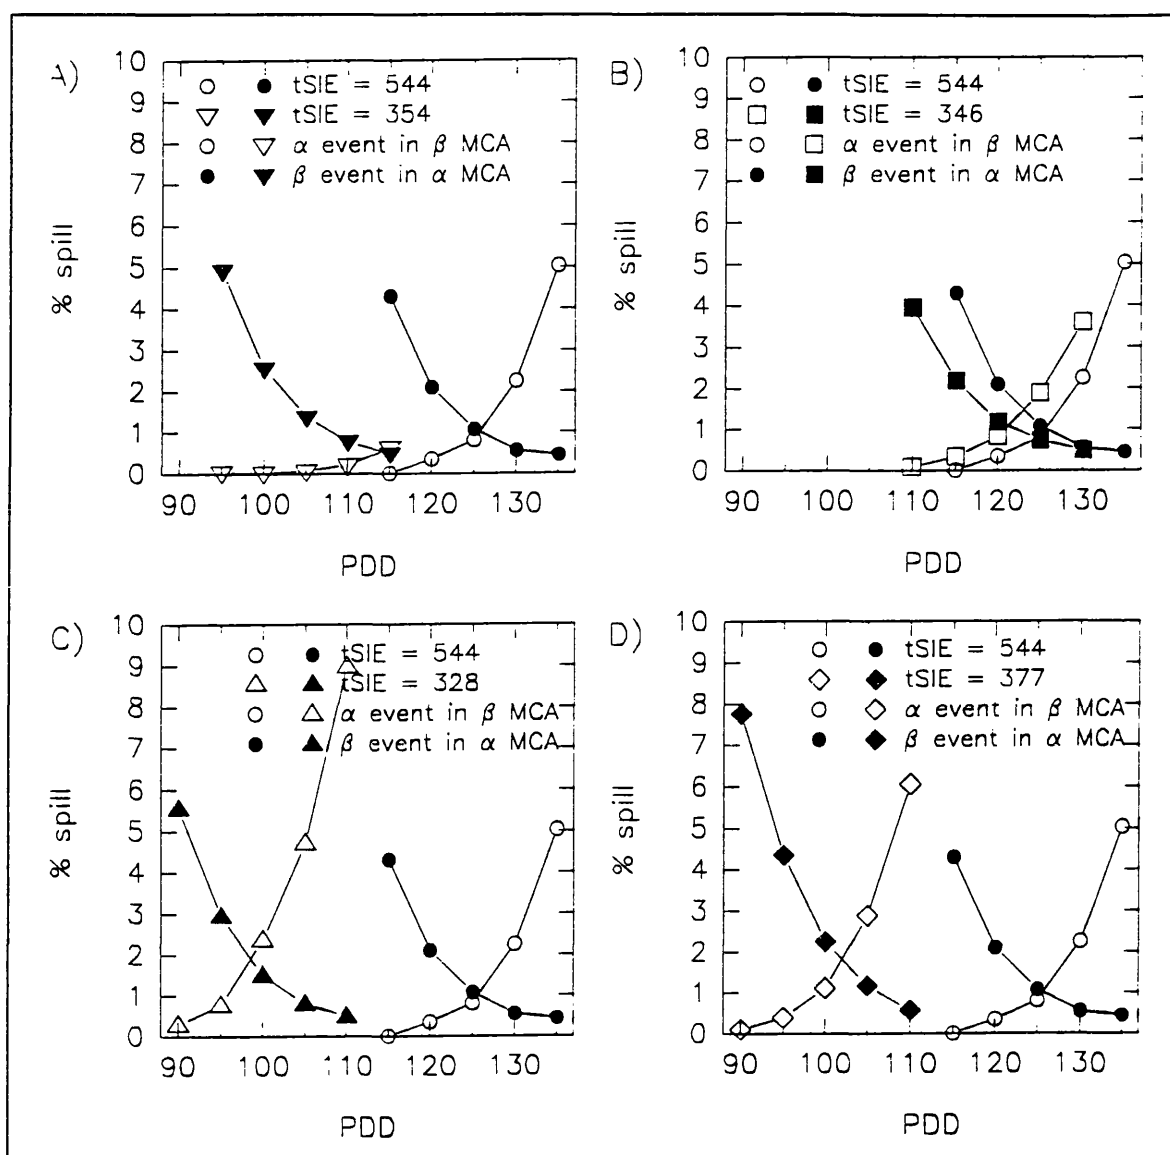 A)
10
9
8
7
6
5
4
3
2
1
0
% spill
tSIE = 544
tSIE = 354
α event in β MCA
β event in α MCA
90 100 110 120 130
PDD
B)
10
9
8
7
6
5
4
3
2
1
0
% spill
tSIE = 544
tSIE = 346
α event in β MCA
β event in α MCA
90 100 110 120 130
PDD
C)
10
9
8
7
6
5
4
3
2
1
0
% spill
tSIE = 544
tSIE = 328
α event in β MCA
β event in α MCA
90 100 110 120 130
PDD
D)
10
9
8
7
6
5
4
3
2
1
0
% spill
tSIE = 544
tSIE = 377
α event in β MCA
β event in α MCA
90 100 110 120 130
PDD